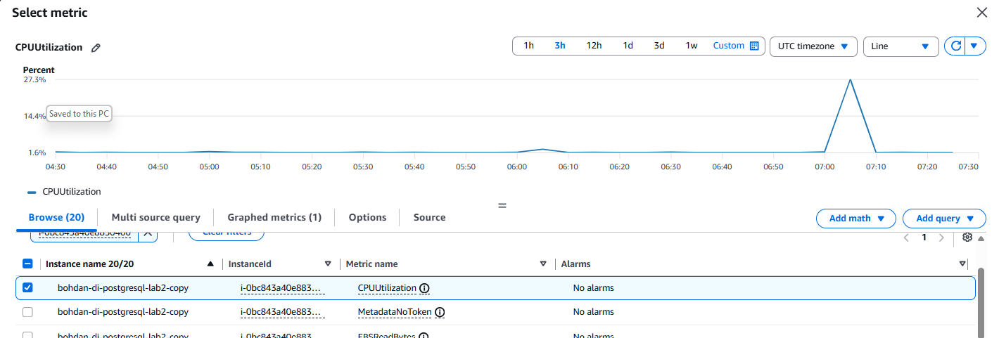 Select metric
CPUUtilization
1h 3h 12h 1d 3d 1w Custom UTC timezone Line
Percent
27.3%
14.4%
Saved to this PC
1.6%
04:30 04:40 04:50 05:00 05:10 05:20 05:30 05:40 05:50 06:00 06:10 06:20 06:30 06:40 06:50 07:00 07:10 07:20 07:30
CPUUtilization
Browse (20) Multi source query Graphed metrics (1) Options Source Add math Add query
i-0bc843a40e8830400 Clear filters 1
Instance name 20/20 InstanceId Metric name Alarms
bohdan-di-postgresql-lab2-copy i-0bc843a40e883... CPUUtilization No alarms
bohdan-di-postgresql-lab2-copy i-0bc843a40e883... MetadataNoToken No alarms
bohdan-di-postgresql-lab2-copy i-0bc843a40e883 EBSReadBytes No alarms